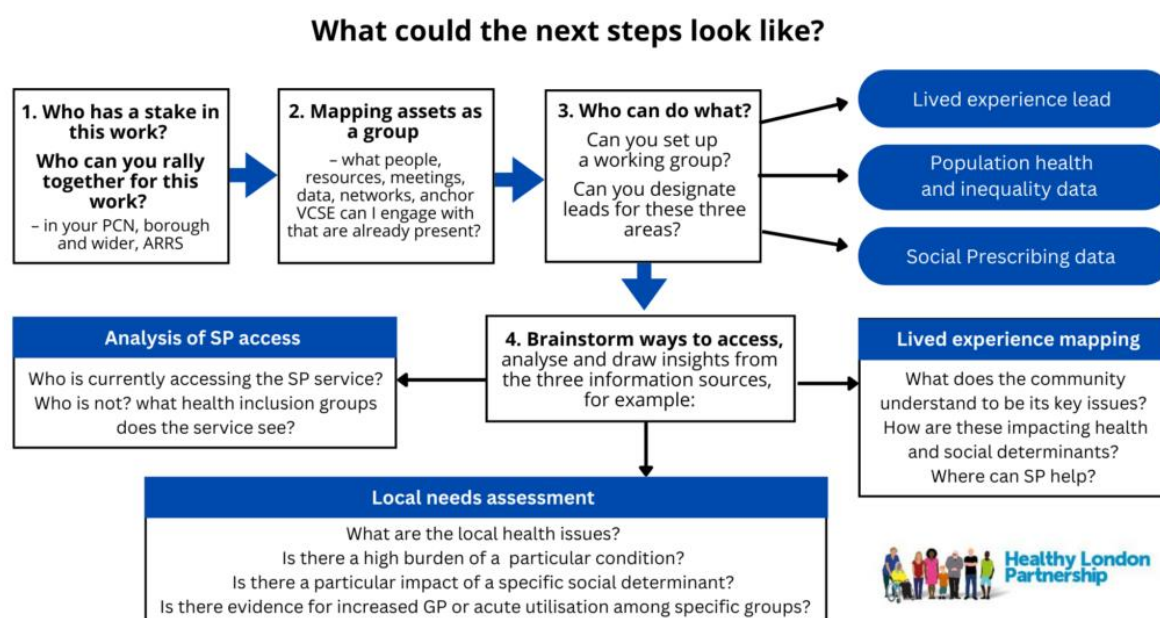 What could the next steps look like?
1. Who has a stake in
this work?
Who can you rally
together for this
work?
– in your PCN, borough
and wider, ARRS
2. Mapping assets as
a group
– what people,
resources, meetings,
data, networks, anchor
VCSE can I engage with
that are already present?
3. Who can do what?
Can you set up
a working group?
Can you designate
leads for these three
areas?
Lived experience lead
Population health
and inequality data
Social Prescribing data
4. Brainstorm ways to access,
analyse and draw insights from
the three information sources,
for example:
Analysis of SP access
Who is currently accessing the SP service?
Who is not? what health inclusion groups
does the service see?
Lived experience mapping
What does the community
understand to be its key issues?
How are these impacting health
and social determinants?
Where can SP help?
Local needs assessment
What are the local health issues?
Is there a high burden of a particular condition?
Is there a particular impact of a specific social determinant?
Is there evidence for increased GP or acute utilisation among specific groups?
Healthy London
Partnership